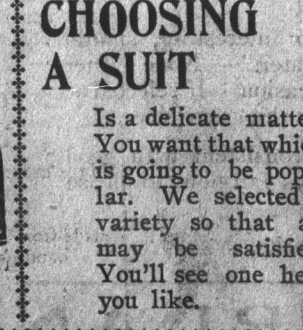 CHOOSING
A SUIT
Is a delicate matte
You want that whic
is going to be pop
lar. We selected
variety so that a
may be satisfie
You'll see one he
you like.